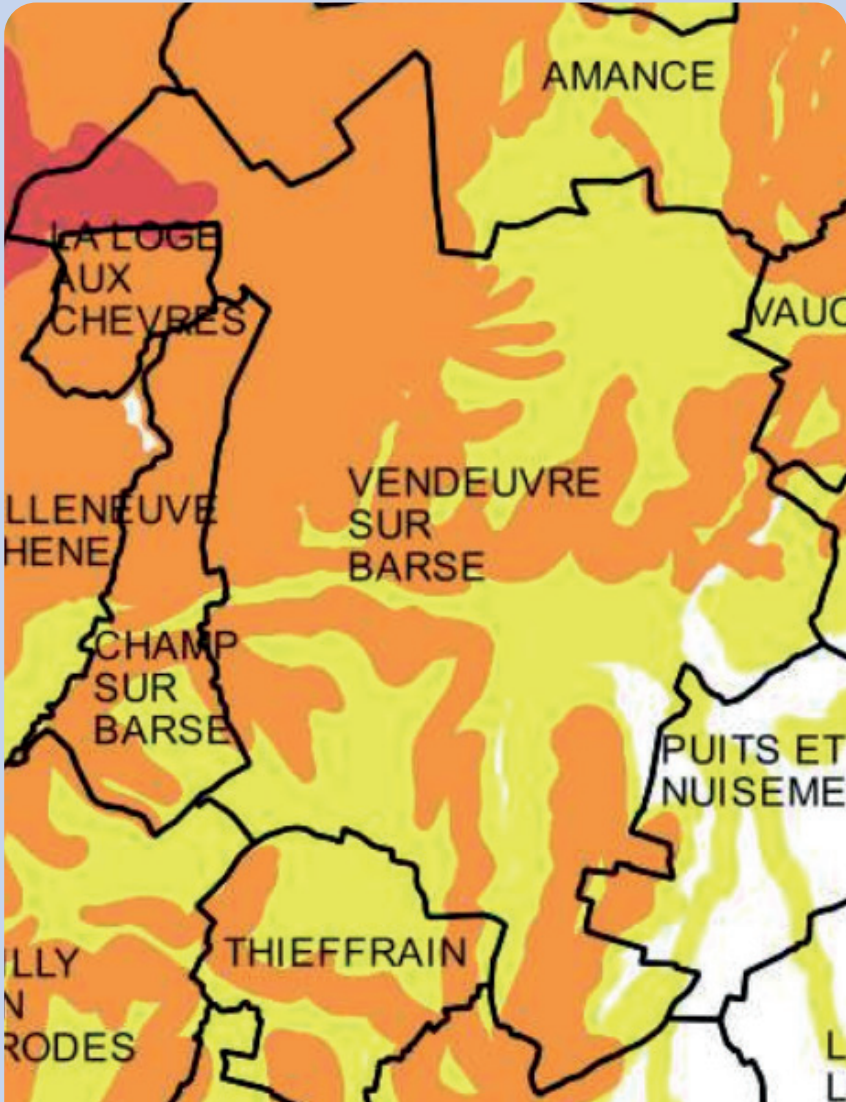 AMANCE
LA LOGE
AUX
CHEVRES
VAUC
VENDEUVRE
SUR
BARSE
LLENEUVE
HENE
CHAMP
SUR
BARSE
PUITS ET
NUISEME
THIEFFRAIN
LLY
N
RODES
L
L